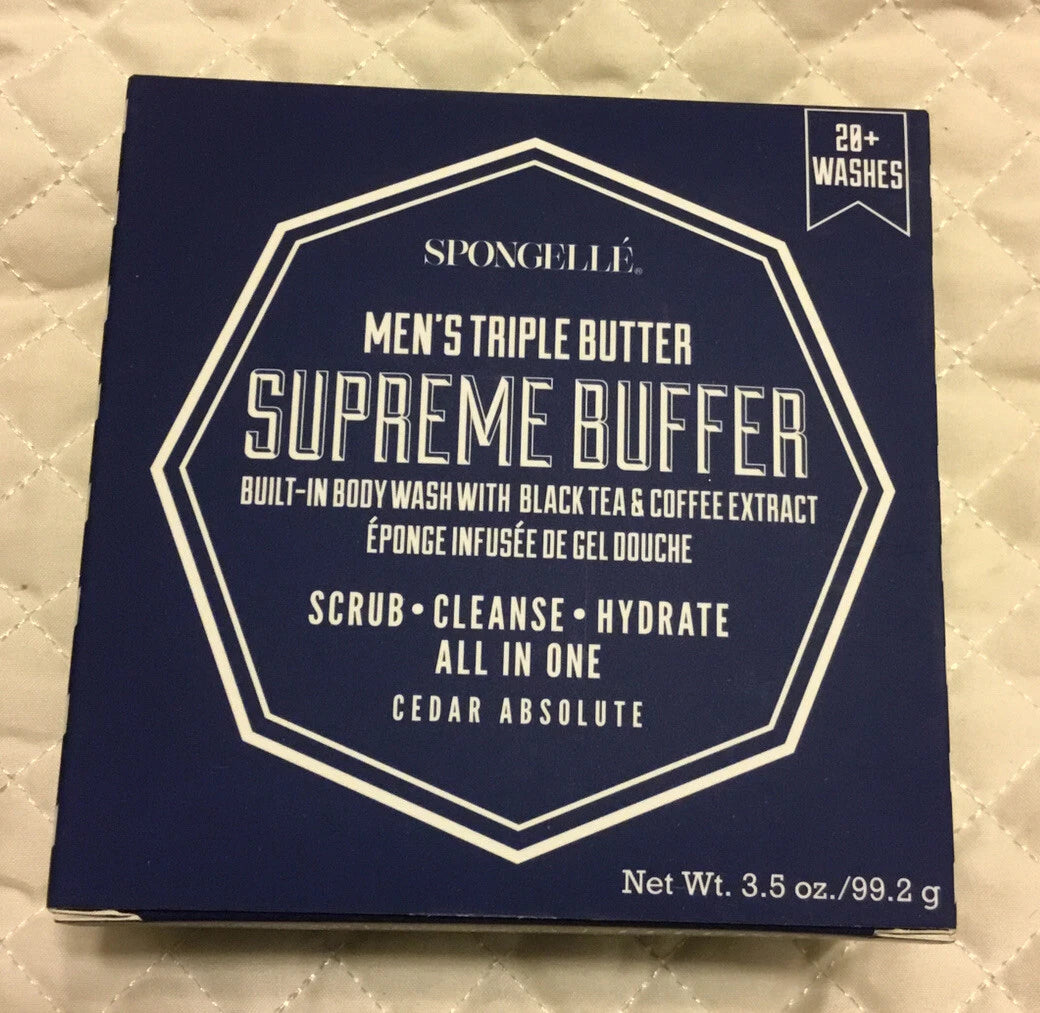 20+
WASHES
SPONGELLÉ®
MEN'S TRIPLE BUTTER
SUPREME BUFFER
BUILT-IN BODY WASH WITH BLACK TEA & COFFEE EXTRACT
ÉPONGE INFUSÉE DE GEL DOUCHE
SCRUB • CLEANSE • HYDRATE
ALL IN ONE
CEDAR ABSOLUTE
Net Wt. 3.5 oz./99.2 g